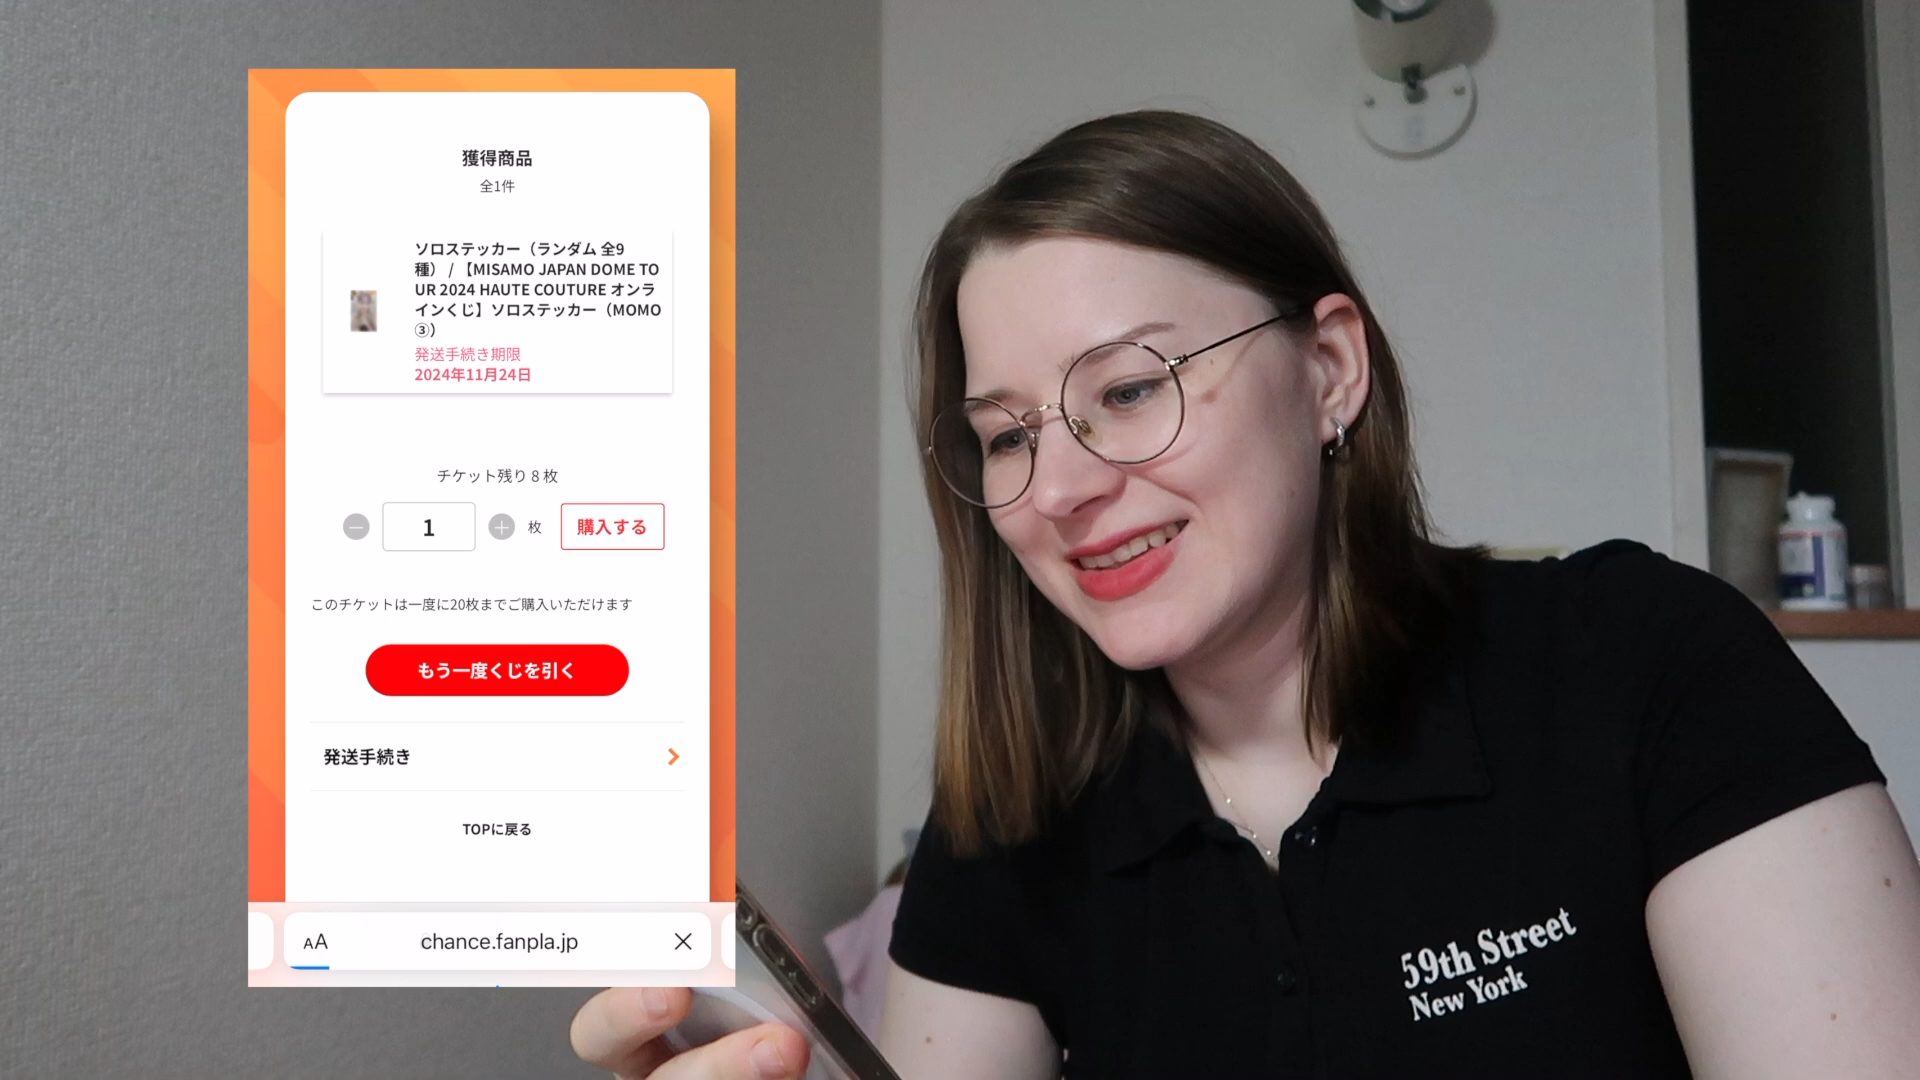 獲得商品
全1件
ソロステッカー（ランダム 全9
種） / 【MISAMO JAPAN DOME TO
UR 2024 HAUTE COUTURE オンラ
インくじ】ソロステッカー（MOMO
③）
発送手続き期限
2024年11月24日
チケット残り 8 枚
1 枚 購入する
このチケットは一度に20枚までご購入いただけます
もう一度くじを引く
発送手続き
TOPに戻る
AA chance.fanpla.jp
59th Street
New York